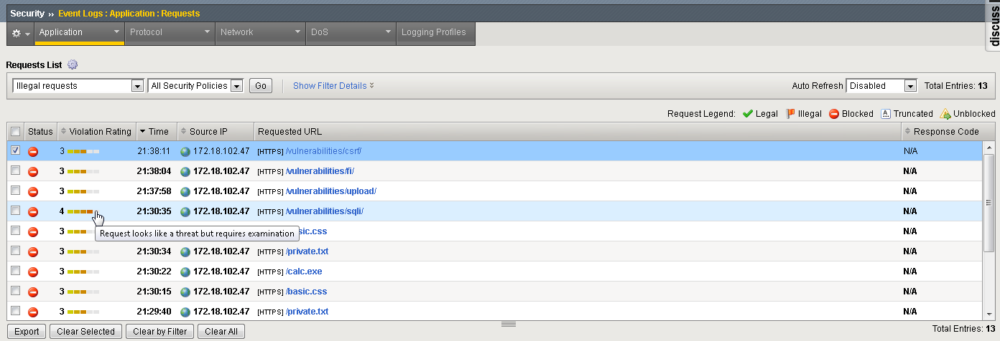 Security » Event Logs : Application : Requests
discuss
Application Protocol Network DoS Logging Profiles
Requests List
Illegal requests All Security Policies Go Show Filter Details Auto Refresh Disabled Total Entries: 13
Request Legend: Legal Illegal Blocked Truncated Unblocked
Status Violation Rating Time Source IP Requested URL Response Code
3 21:38:11 172.18.102.47 [HTTPS] /vulnerabilities/csrf/ N/A
3 21:38:04 172.18.102.47 [HTTPS] /vulnerabilities/fi/ N/A
3 21:37:58 172.18.102.47 [HTTPS] /vulnerabilities/upload/ N/A
4 21:30:35 172.18.102.47 [HTTPS] /vulnerabilities/sqli/ N/A
3 sic.css N/A
Request looks like a threat but requires examination
3 21:30:34 172.18.102.47 [HTTPS] /private.txt N/A
3 21:30:22 172.18.102.47 [HTTPS] /calc.exe N/A
3 21:30:15 172.18.102.47 [HTTPS] /basic.css N/A
3 21:29:40 172.18.102.47 [HTTPS] /private.txt N/A
Export Clear Selected Clear by Filter Clear All Total Entries: 13